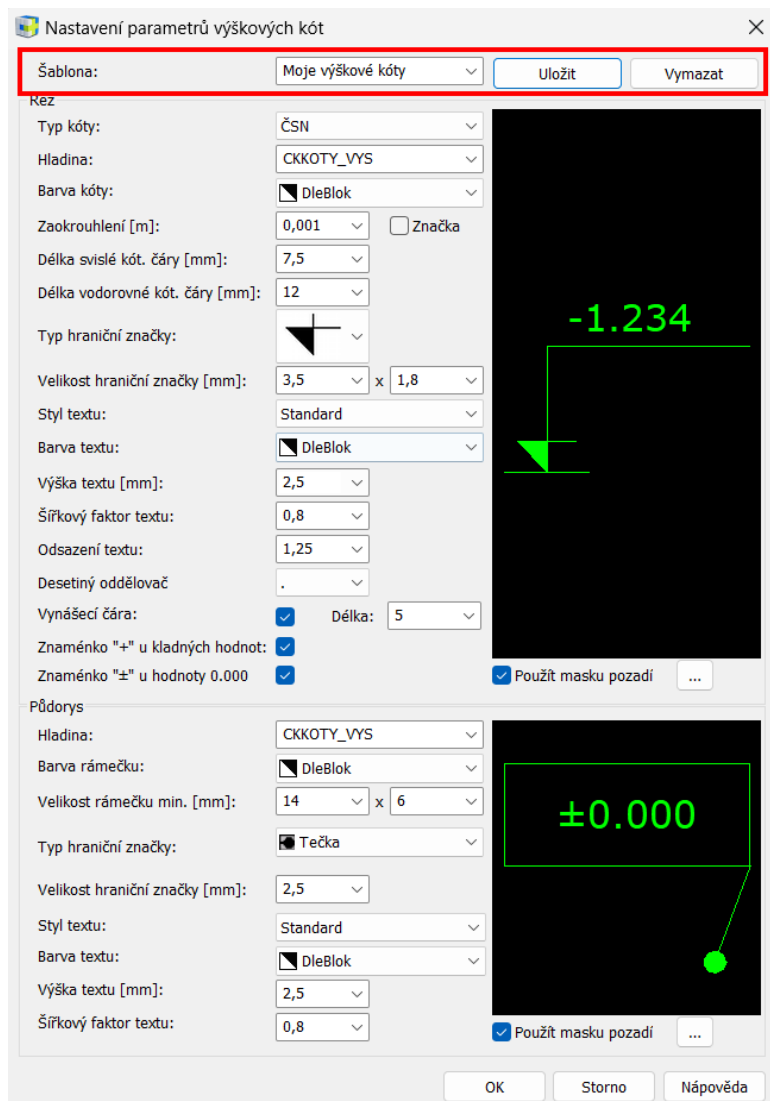 Nastavení parametrů výškových kót
Šablona: Moje výškové kóty Uložit Vymazat
Řez
Typ kóty: ČSN
Hladina: CKKOTY_VYS
Barva kóty: DleBlok
Zaokrouhlení [m]: 0,001 Značka
Délka svislé kót. čáry [mm]: 7,5
Délka vodorovné kót. čáry [mm]: 12
-1.234
Typ hraniční značky:
Velikost hraniční značky [mm]: 3,5 x 1,8
Styl textu: Standard
Barva textu: DleBlok
Výška textu [mm]: 2,5
Šířkový faktor textu: 0,8
Odsazení textu: 1,25
Desetiný oddělovač .
Vynášecí čára: Délka: 5
Znaménko "+" u kladných hodnot:
Znaménko "±" u hodnoty 0.000 Použít masku pozadí ...
Půdorys
Hladina: CKKOTY_VYS
Barva rámečku: DleBlok
Velikost rámečku min. [mm]: 14 x 6
±0.000
Typ hraniční značky: Tečka
Velikost hraniční značky [mm]: 2,5
Styl textu: Standard
Barva textu: DleBlok
Výška textu [mm]: 2,5
Šířkový faktor textu: 0,8 Použít masku pozadí ...
OK Storno Nápověda